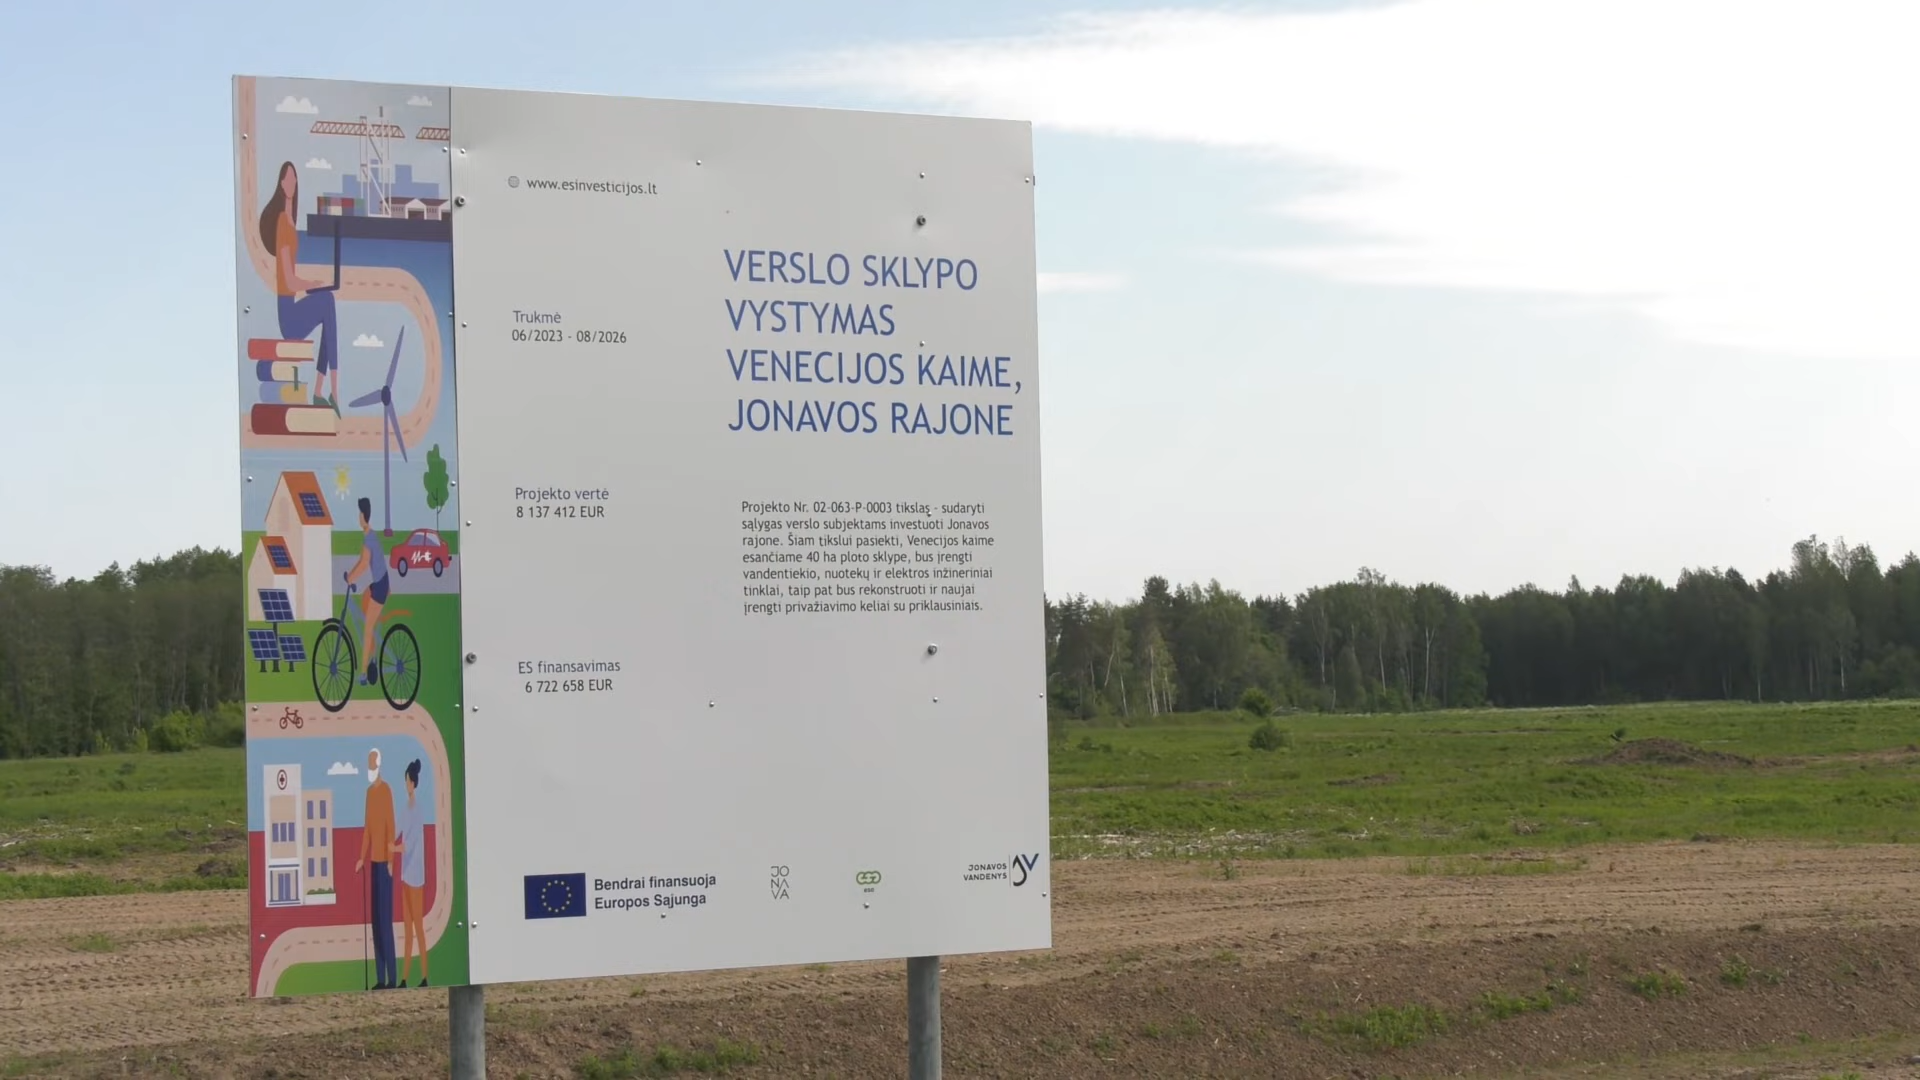 www.esinvesticijos.lt
VERSLO SKLYPO
VYSTYMAS
VENECIJOS KAIME,
JONAVOS RAJONE
Trukmė
06/2023 - 08/2026
Projekto vertė
8 137 412 EUR
Projekto Nr. 02-063-P-0003 tikslas - sudaryti
sąlygas verslo subjektams investuoti Jonavos
rajone. Šiam tikslui pasiekti, Venecijos kaime
esančiame 40 ha ploto sklype, bus įrengti
vandentiekio, nuotekų ir elektros inžineriniai
tinklai, taip pat bus rekonstruoti ir naujai
įrengti privažiavimo keliai su priklausiniais.
ES finansavimas
6 722 658 EUR
Bendrai finansuoja
Europos Sąjunga
JO
NA
VA
eso
JONAVOS
VANDENYS
JV